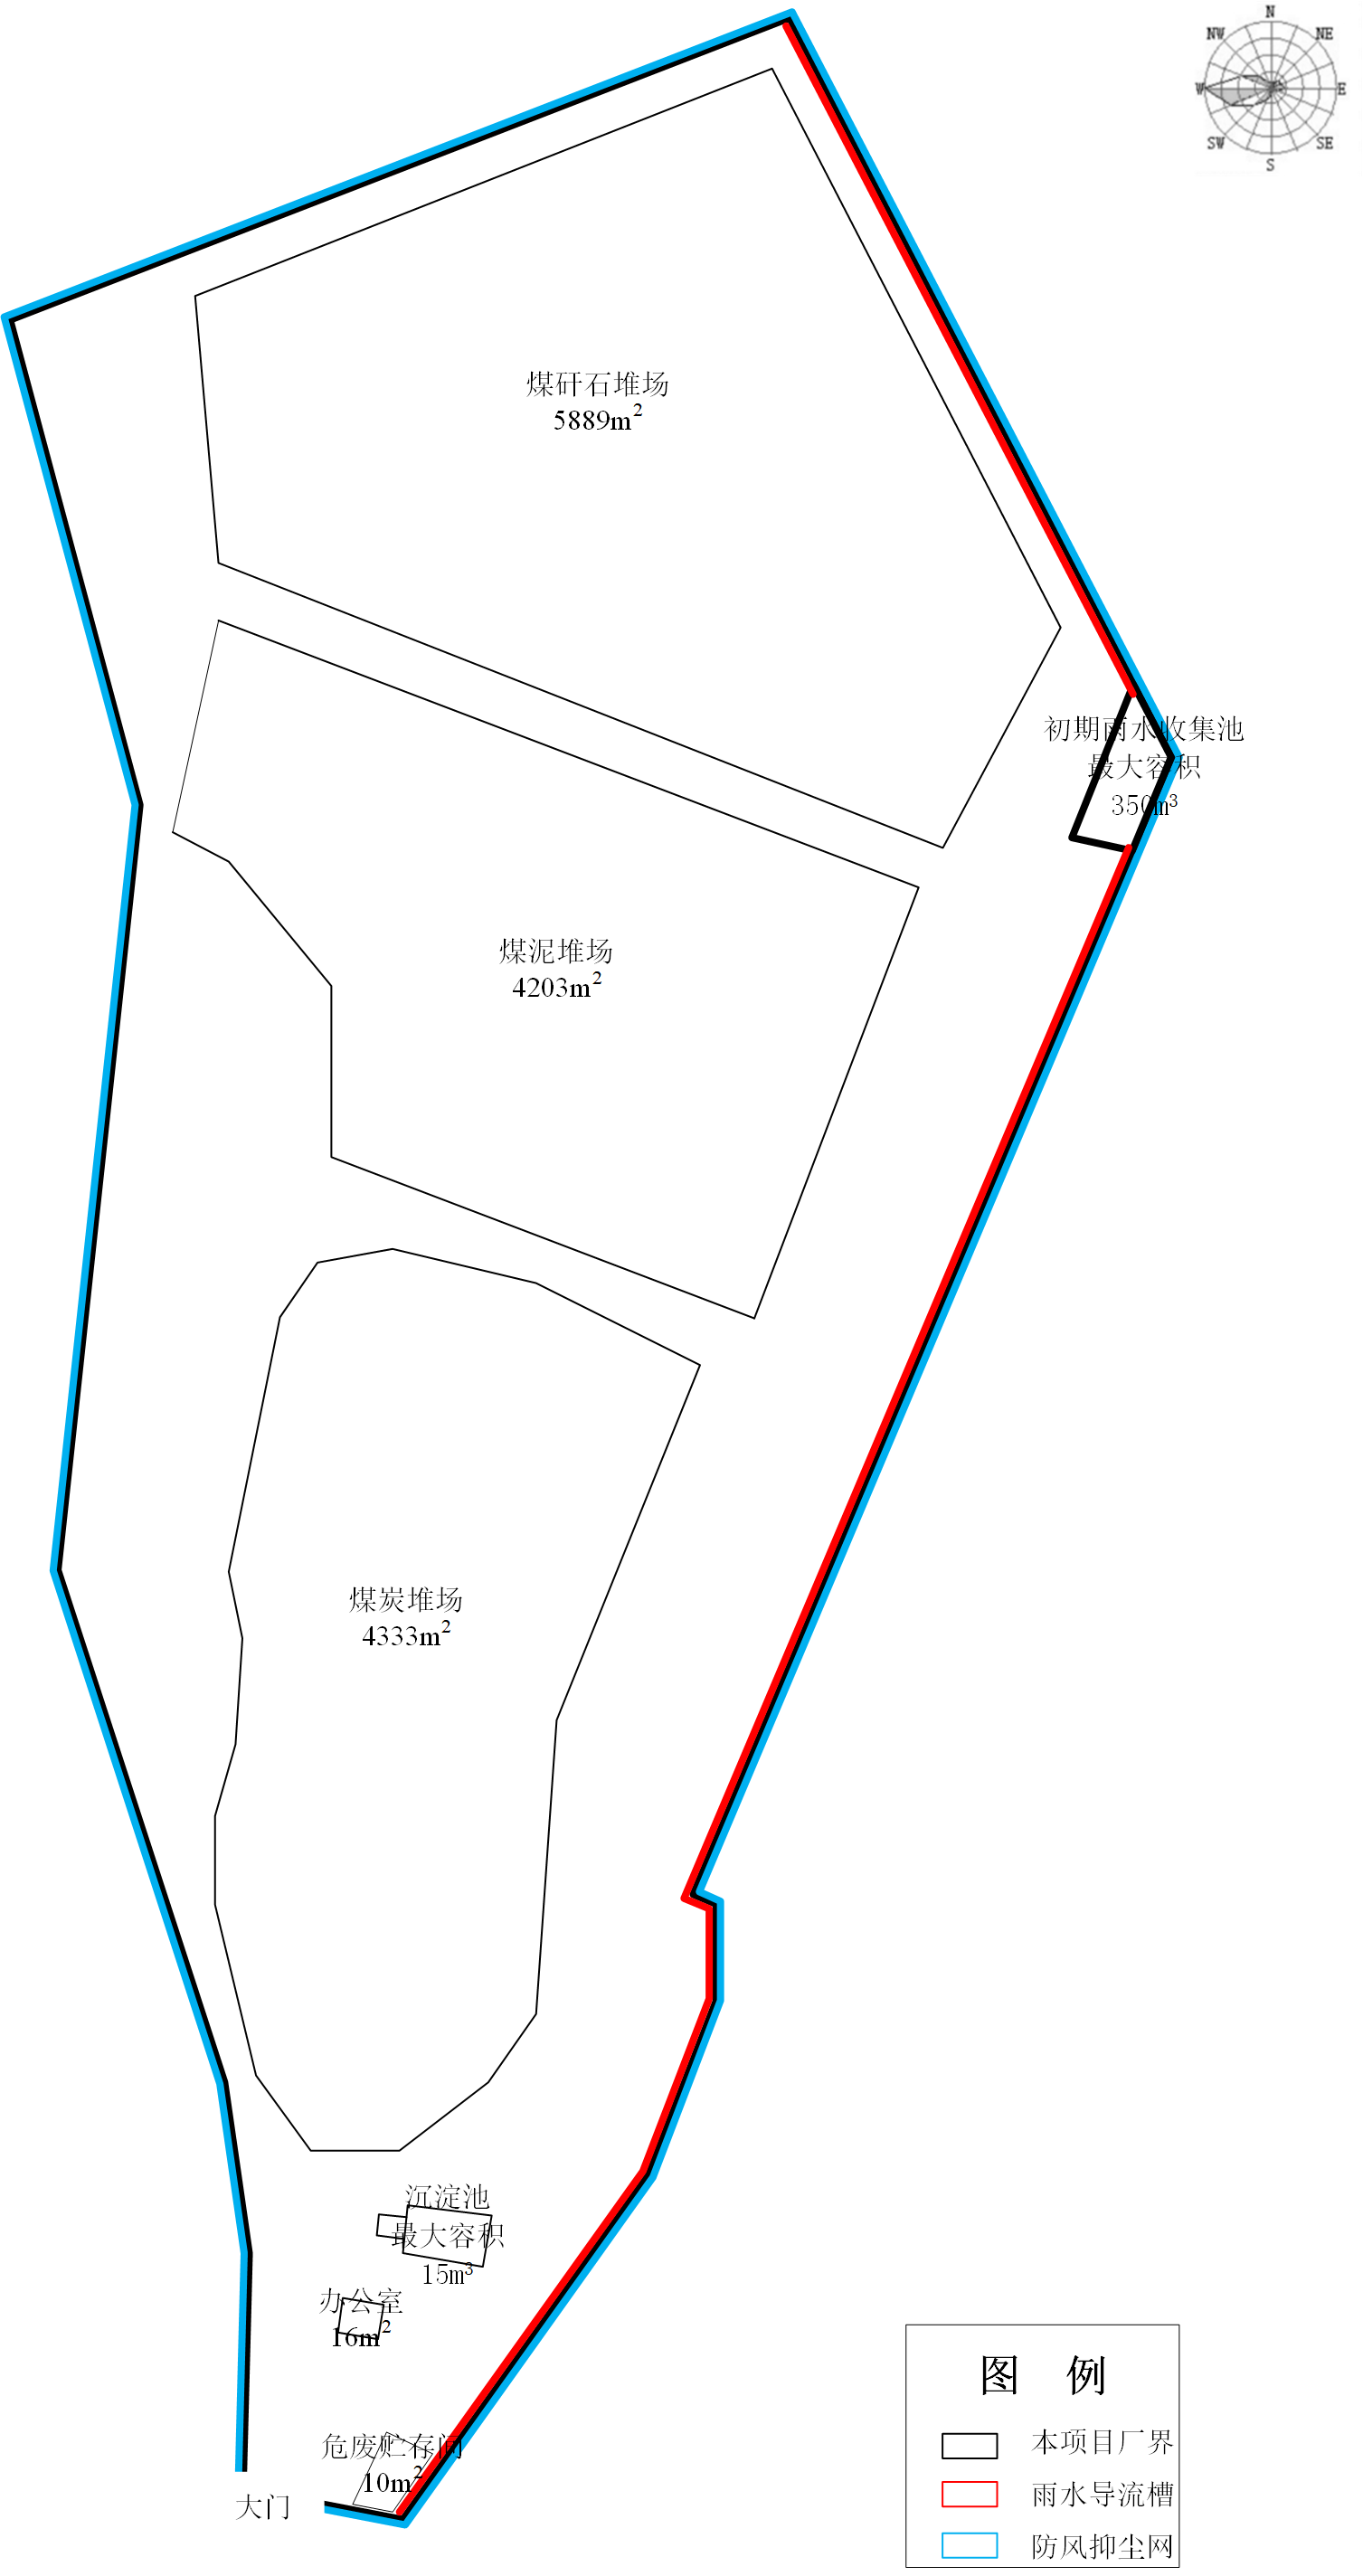 N
NW
NE
W
E
SW
SE
S
煤矸石堆场
5889m²
初期雨水收集池
最大容积
350m³
煤泥堆场
4203m²
煤炭堆场
4333m²
沉淀池
最大容积
15m³
办公室
16m²
危废贮存间
10m²
大门
图 例
本项目厂界
雨水导流槽
防风抑尘网